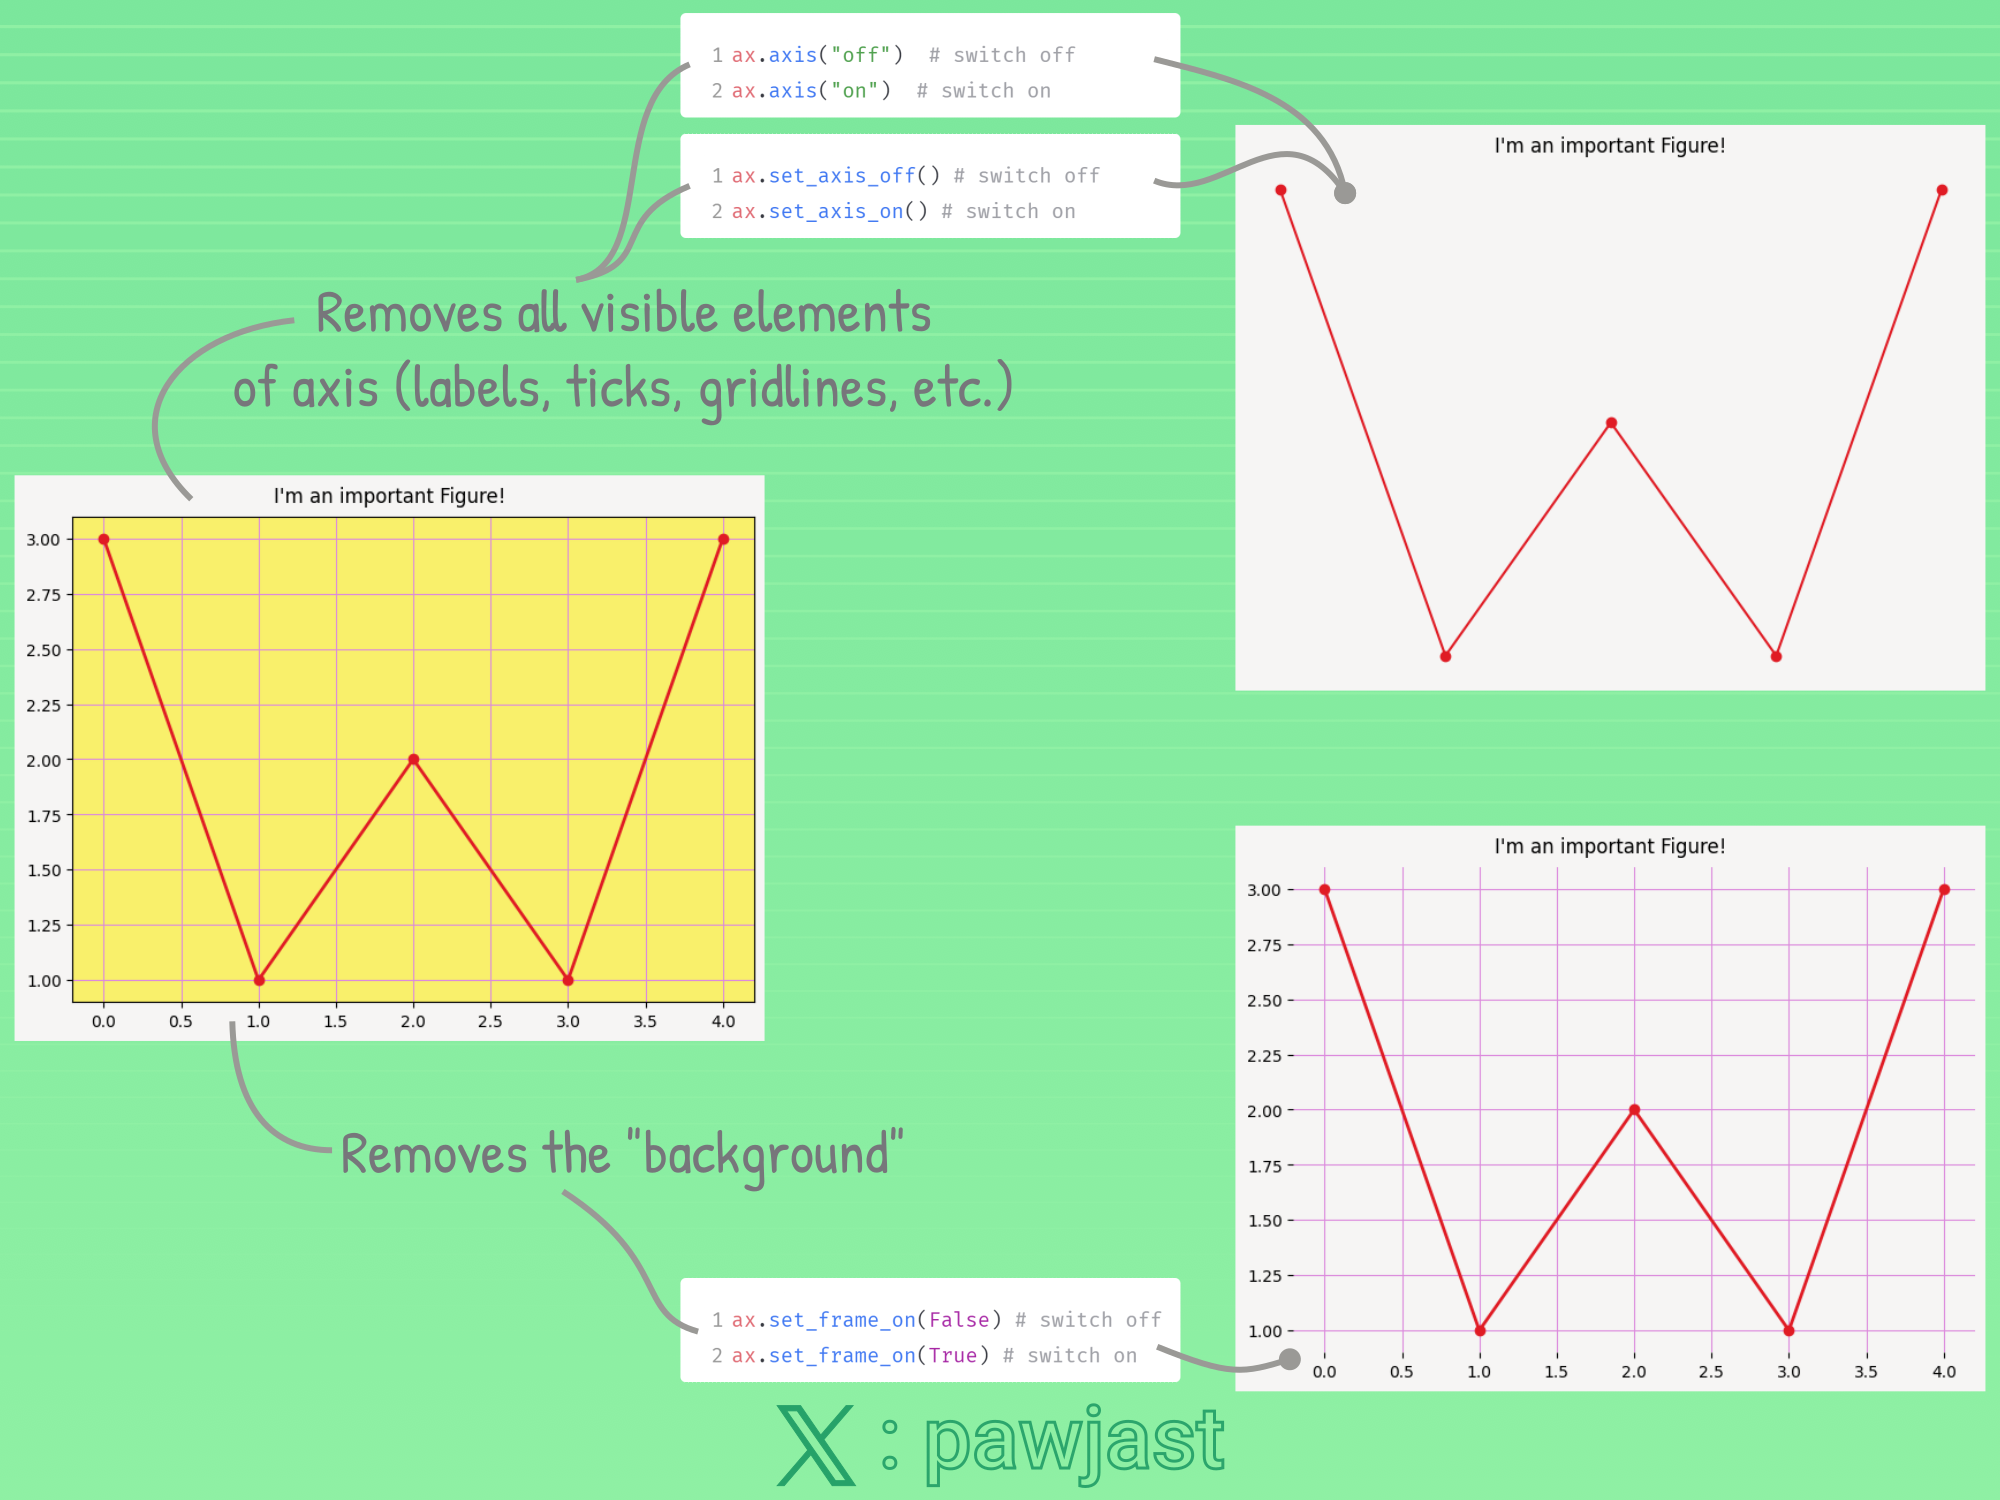 1 ax.axis("off")  # switch off
2 ax.axis("on")  # switch on
1 ax.set_axis_off() # switch off
2 ax.set_axis_on() # switch on
Removes all visible elements
of axis (labels, ticks, gridlines, etc.)
I'm an important Figure!
I'm an important Figure!
3.00
2.75
2.50
2.25
2.00
1.75
1.50
1.25
1.00
0.0 0.5 1.0 1.5 2.0 2.5 3.0 3.5 4.0
I'm an important Figure!
3.00
2.75
2.50
2.25
2.00
1.75
1.50
1.25
1.00
0.0 0.5 1.0 1.5 2.0 2.5 3.0 3.5 4.0
Removes the "background"
1 ax.set_frame_on(False) # switch off
2 ax.set_frame_on(True) # switch on
X : pawjast